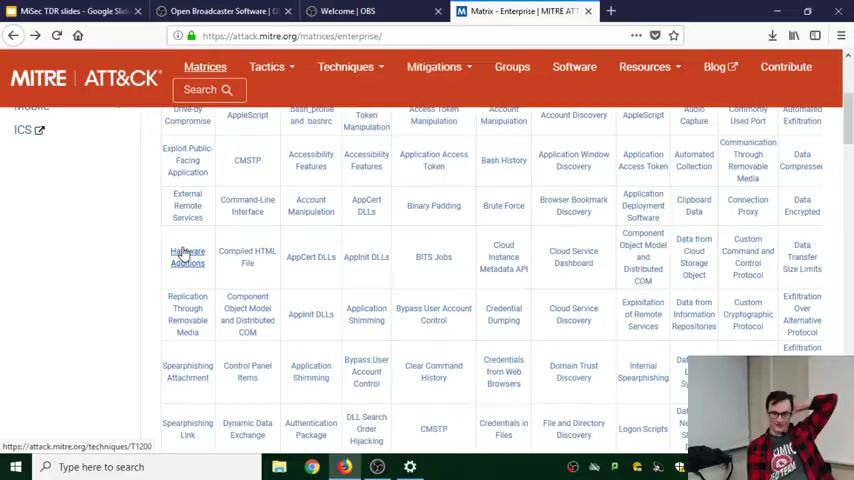 MiSec TDR slides - Google Slid
Open Broadcaster Software | O
Welcome | OBS
Matrix - Enterprise | MITRE AT
https://attack.mitre.org/matrices/enterprise/
MITRE | ATT&CK
Matrices
Tactics
Techniques
Mitigations
Groups
Software
Resources
Blog
Contribute
Search
Mobile
ICS
Drive-by Compromise
AppleScript
.bash_profile and .bashrc
Access Token Manipulation
Account Manipulation
Account Discovery
AppleScript
Audio Capture
Commonly Used Port
Automated Exfiltration
Token Manipulation
Exploit Public-Facing Application
CMSTP
Accessibility Features
Accessibility Features
Application Access Token
Bash History
Application Window Discovery
Application Access Token
Automated Collection
Communication Through Removable Media
Data Compressed
External Remote Services
Command-Line Interface
Account Manipulation
AppCert DLLs
Binary Padding
Brute Force
Browser Bookmark Discovery
Application Deployment Software
Clipboard Data
Connection Proxy
Data Encrypted
Hardware Additions
Compiled HTML File
AppCert DLLs
AppInit DLLs
BITS Jobs
Cloud Instance Metadata API
Cloud Service Dashboard
Component Object Model and Distributed COM
Data from Cloud Storage Object
Custom Command and Control Protocol
Data Transfer Size Limits
Replication Through Removable Media
Component Object Model and Distributed COM
AppInit DLLs
Application Shimming
Bypass User Account Control
Credential Dumping
Cloud Service Discovery
Exploitation of Remote Services
Data from Information Repositories
Custom Cryptographic Protocol
Exfiltration Over Alternative Protocol
Spearphishing Attachment
Control Panel Items
Application Shimming
Bypass User Account Control
Clear Command History
Credentials from Web Browsers
Domain Trust Discovery
Internal Spearphishing
Exfiltration
Spearphishing Link
Dynamic Data Exchange
Authentication Package
DLL Search Order Hijacking
CMSTP
Credentials in Files
File and Directory Discovery
Logon Scripts
https://attack.mitre.org/techniques/T1200
Type here to search